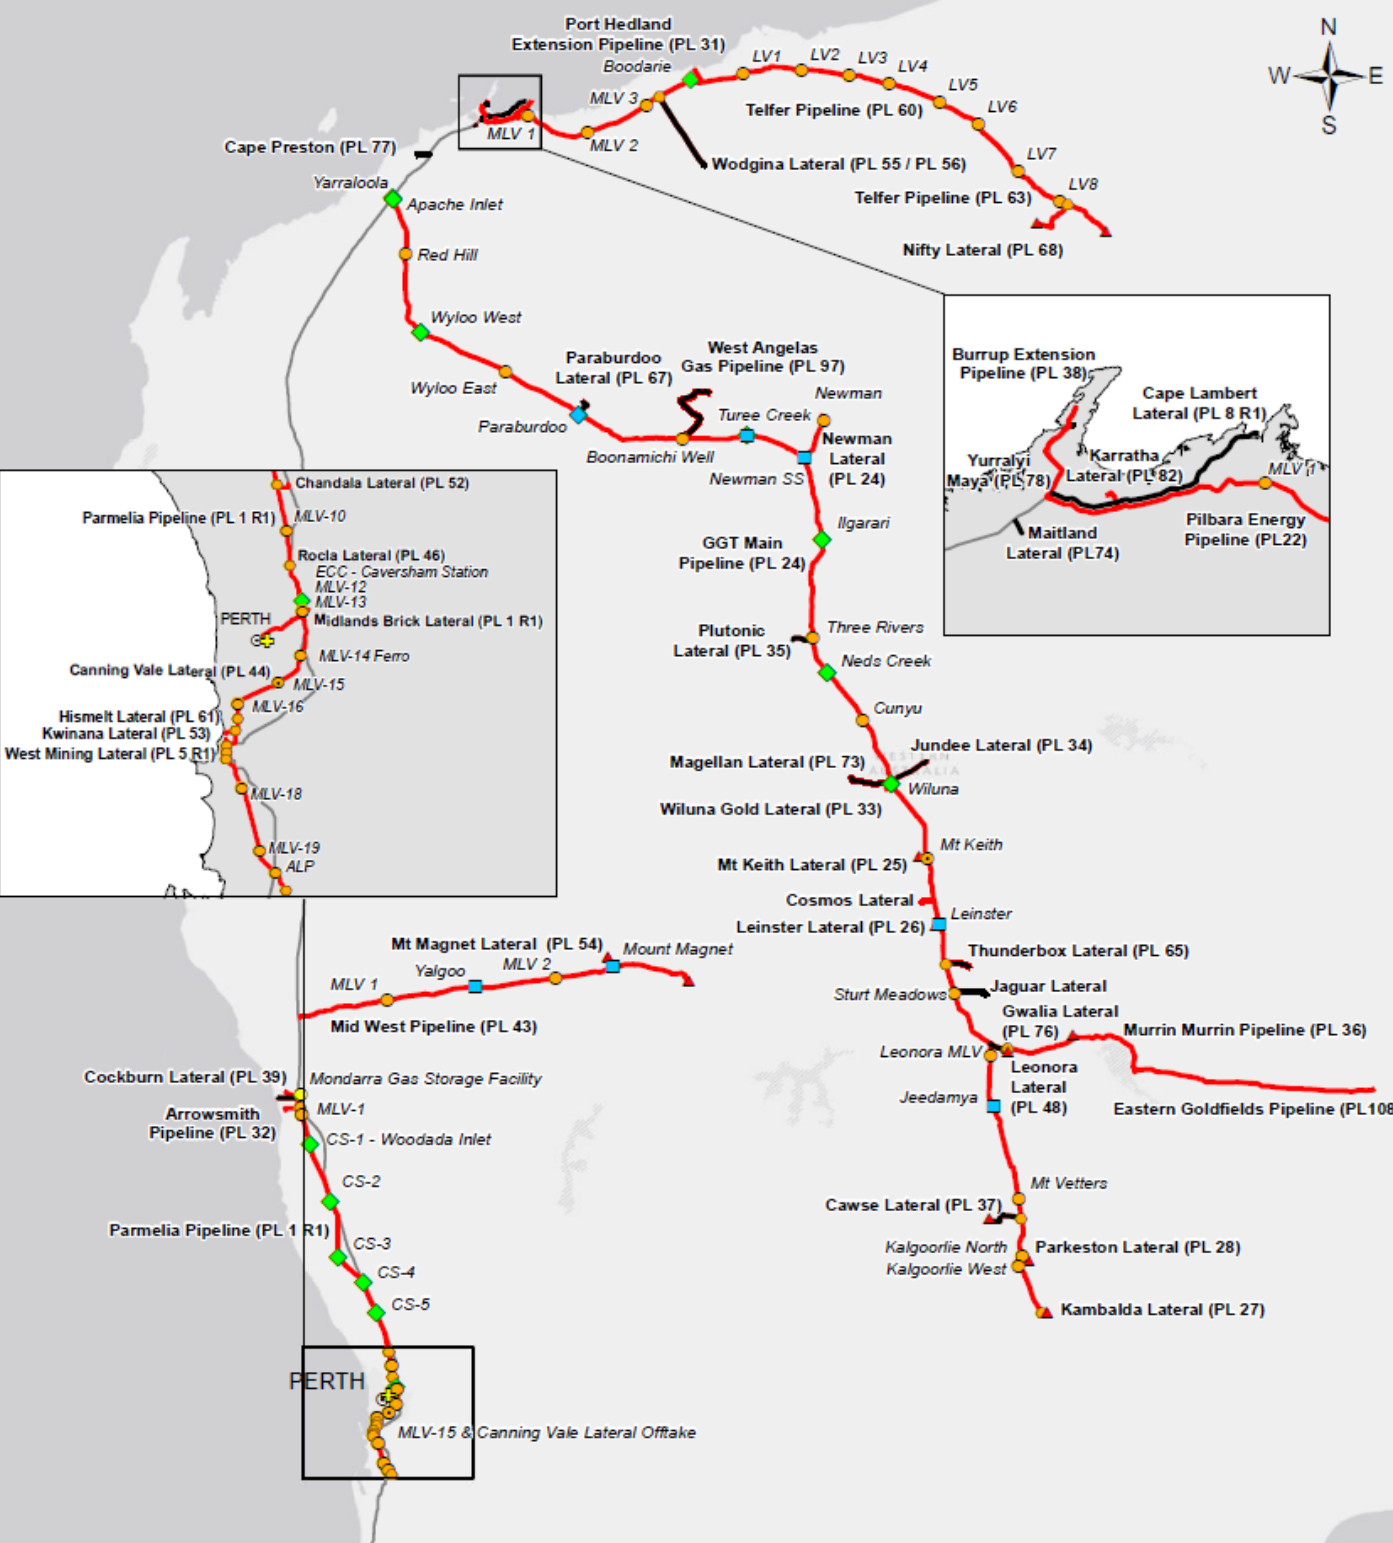 Port Hedland
Extension Pipeline (PL 31)
Boodarie
LV1
LV2
LV3
LV4
LV5
LV6
LV7
LV8
N
W
E
S
MLV 3
MLV 1
MLV 2
Telfer Pipeline (PL 60)
Cape Preston (PL 77)
Wodgina Lateral (PL 55 / PL 56)
Yarraloola
Apache Inlet
Telfer Pipeline (PL 63)
Nifty Lateral (PL 68)
Red Hill
Wyloo West
Wyloo East
Paraburdoo
Lateral (PL 67)
West Angelas
Gas Pipeline (PL 97)
Paraburdoo
Turee Creek
Newman
Boonamichi Well
Newman SS
Newman
Lateral
(PL 24)
Burrup Extension
Pipeline (PL 38)
Cape Lambert
Lateral (PL 8 R1)
Yurralyi
Maya (PL 78)
Karratha
Lateral (PL 82)
MLV 1
Maitland
Lateral (PL74)
Pilbara Energy
Pipeline (PL22)
Chandala Lateral (PL 52)
Parmelia Pipeline (PL 1 R1)
MLV-10
Rocla Lateral (PL 46)
ECC - Caversham Station
MLV-12
MLV-13
PERTH
Midlands Brick Lateral (PL 1 R1)
MLV-14 Ferro
Canning Vale Lateral (PL 44)
MLV-15
MLV-16
Hismelt Lateral (PL 61)
Kwinana Lateral (PL 53)
West Mining Lateral (PL 5 R1)
MLV-18
MLV-19
ALP
Ilgarari
GGT Main
Pipeline (PL 24)
Plutonic
Lateral (PL 35)
Three Rivers
Neds Creek
Cunyu
WESTERN
AUSTRALIA
Jundee Lateral (PL 34)
Magellan Lateral (PL 73)
Wiluna
Wiluna Gold Lateral (PL 33)
Mt Keith
Mt Keith Lateral (PL 25)
Cosmos Lateral
Leinster
Leinster Lateral (PL 26)
Thunderbox Lateral (PL 65)
Sturt Meadows
Jaguar Lateral
Gwalia Lateral
(PL 76)
Murrin Murrin Pipeline (PL 36)
Leonora MLV
Leonora
Lateral
(PL 48)
Jeedamya
Eastern Goldfields Pipeline (PL108
Mt Vetters
Cawse Lateral (PL 37)
Kalgoorlie North
Kalgoorlie West
Parkeston Lateral (PL 28)
Kambalda Lateral (PL 27)
Mt Magnet Lateral (PL 54)
Mount Magnet
MLV 1
Yalgoo
MLV 2
Mid West Pipeline (PL 43)
Cockburn Lateral (PL 39)
Mondarra Gas Storage Facility
Arrowsmith
Pipeline (PL 32)
MLV-1
CS-1 - Woodada Inlet
CS-2
Parmelia Pipeline (PL 1 R1)
CS-3
CS-4
CS-5
PERTH
MLV-15 & Canning Vale Lateral Offtake